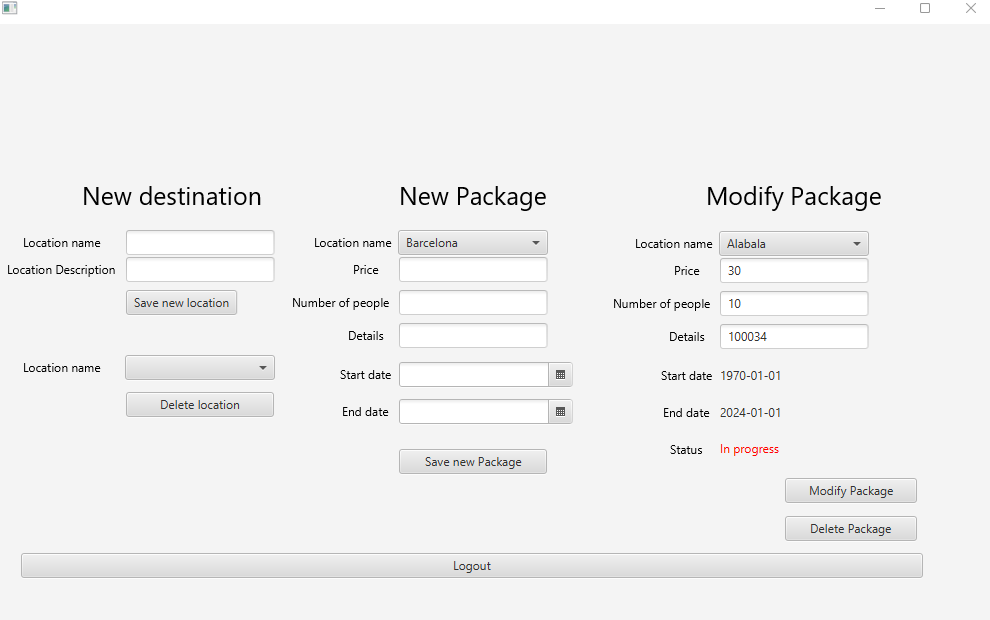 New destination
Location name
Location Description
Save new location
Location name
Delete location
New Package
Location name Barcelona
Price
Number of people
Details
Start date
End date
Save new Package
Modify Package
Location name Alabala
Price 30
Number of people 10
Details 100034
Start date 1970-01-01
End date 2024-01-01
Status In progress
Modify Package
Delete Package
Logout